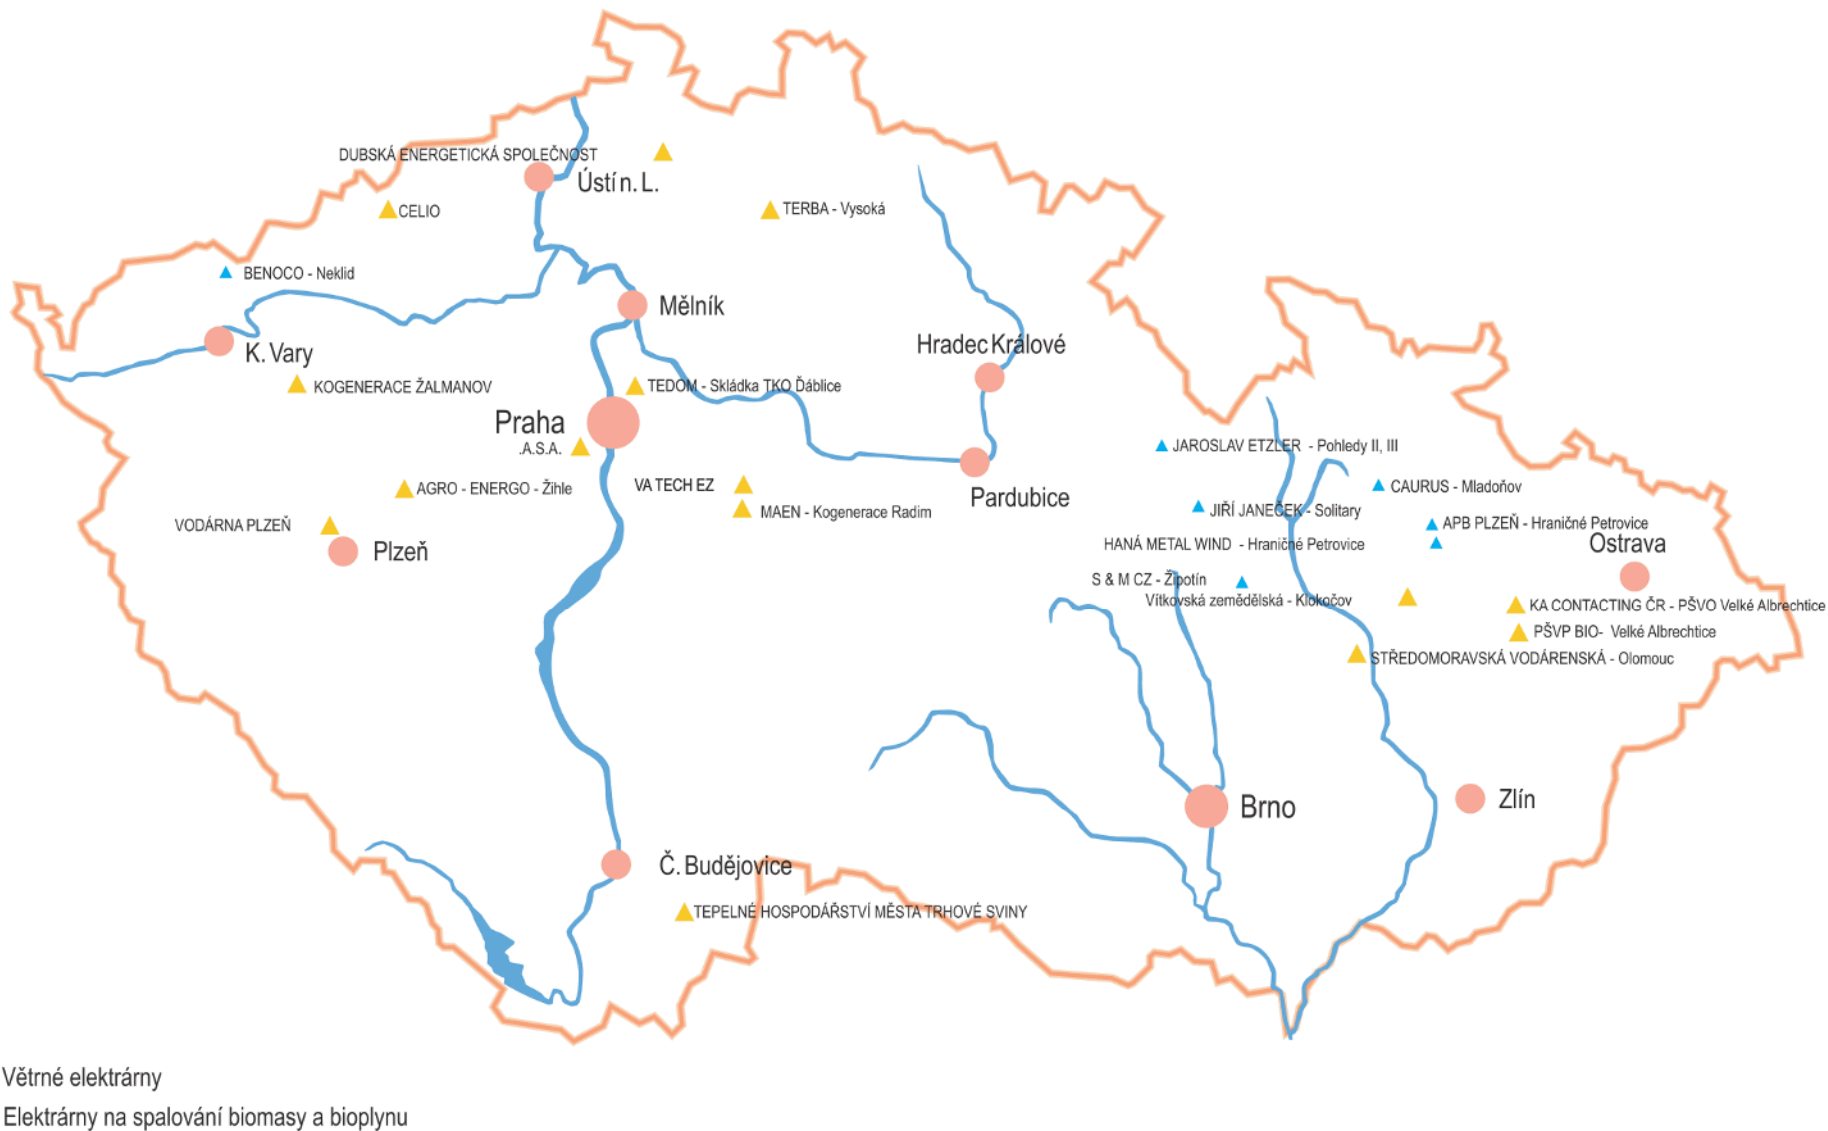 DUBSKÁ ENERGETICKÁ SPOLEČNOST
Ústí n. L.
CELIO
TERBA - Vysoká
BENOCO - Neklid
Mělník
K. Vary
Hradec Králové
KOGENERACE ŽALMANOV
TEDOM - Skládka TKO Ďáblice
Praha
.A.S.A.
JAROSLAV ETZLER - Pohledy II, III
AGRO - ENERGO - Žihle
VA TECH EZ
Pardubice
CAURUS - Mladoňov
MAEN - Kogenerace Radim
JIŘÍ JANEČEK - Solitary
VODÁRNA PLZEŇ
APB PLZEŇ - Hraničné Petrovice
Plzeň
HANÁ METAL WIND - Hraničné Petrovice
Ostrava
S & M CZ - Žipotín
Vítkovská zemědělská - Klokočov
KA CONTACTING ČR - PŠVO Velké Albrechtice
PŠVP BIO- Velké Albrechtice
STŘEDOMORAVSKÁ VODÁRENSKÁ - Olomouc
Zlín
Brno
Č. Budějovice
TEPELNÉ HOSPODÁŘSTVÍ MĚSTA TRHOVÉ SVINY
Větrné elektrárny
Elektrárny na spalování biomasy a bioplynu